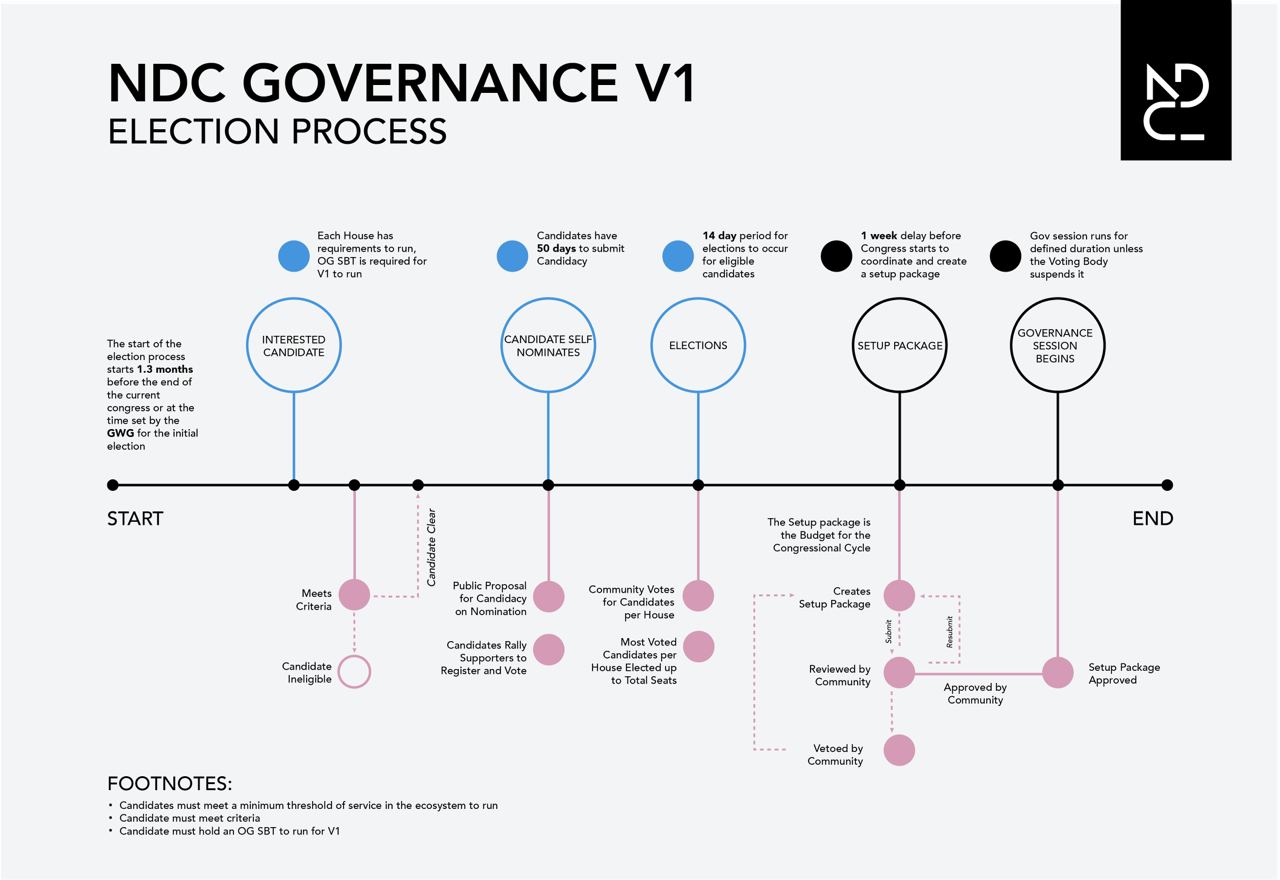 NDC GOVERNANCE V1
ELECTION PROCESS
NDC
Each House has
requirements to run,
OG SBT is required for
V1 to run
Candidates have
50 days to submit
Candidacy
14 day period for
elections to occur
for eligible
candidates
1 week delay before
Congress starts to
coordinate and create
a setup package
Gov session runs for
defined duration unless
the Voting Body
suspends it
The start of the
election process
starts 1.3 months
before the end of
the current
congress or at the
time set by the
GWG for the initial
election
INTERESTED
CANDIDATE
CANDIDATE SELF
NOMINATES
ELECTIONS
SETUP PACKAGE
GOVERNANCE
SESSION
BEGINS
START
END
Meets
Criteria
Candidate Clear
Candidate
Ineligible
Public Proposal
for Candidacy
on Nomination
Candidates Rally
Supporters to
Register and Vote
Community Votes
for Candidates
per House
Most Voted
Candidates per
House Elected up
to Total Seats
The Setup package is
the Budget for the
Congressional Cycle
Creates
Setup Package
Submit
Resubmit
Reviewed by
Community
Approved by
Community
Setup Package
Approved
Vetoed by
Community
FOOTNOTES:
• Candidates must meet a minimum threshold of service in the ecosystem to run
• Candidate must meet criteria
• Candidate must hold an OG SBT to run for V1